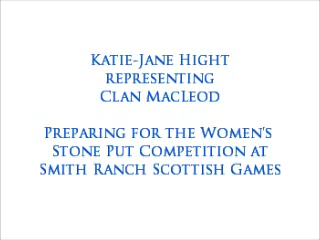 Katie-Jane Hight
representing
Clan MacLeod
Preparing for the Women's
Stone Put Competition at
Smith Ranch Scottish Games